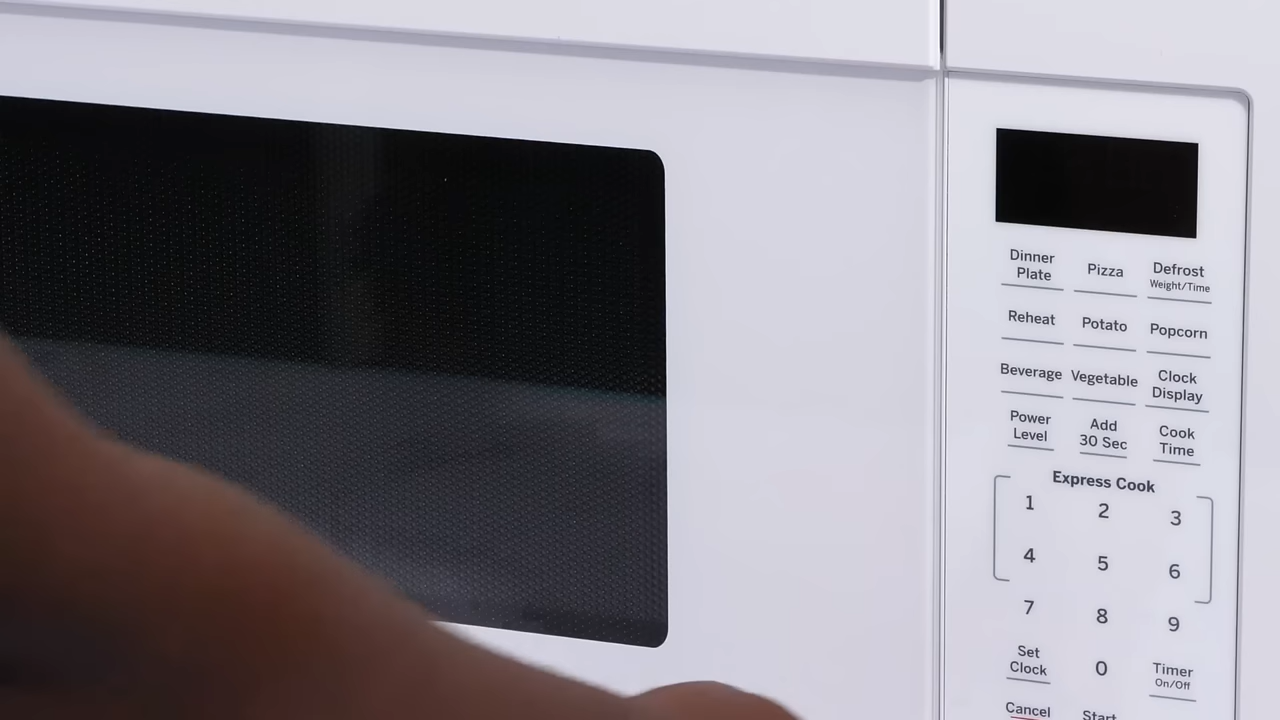 Dinner Plate Pizza Defrost Weight/Time
Reheat Potato Popcorn
Beverage Vegetable Clock Display
Power Level Add 30 Sec Cook Time
Express Cook
1 2 3
4 5 6
7 8 9
Set Clock 0 Timer On/Off
Cancel Start